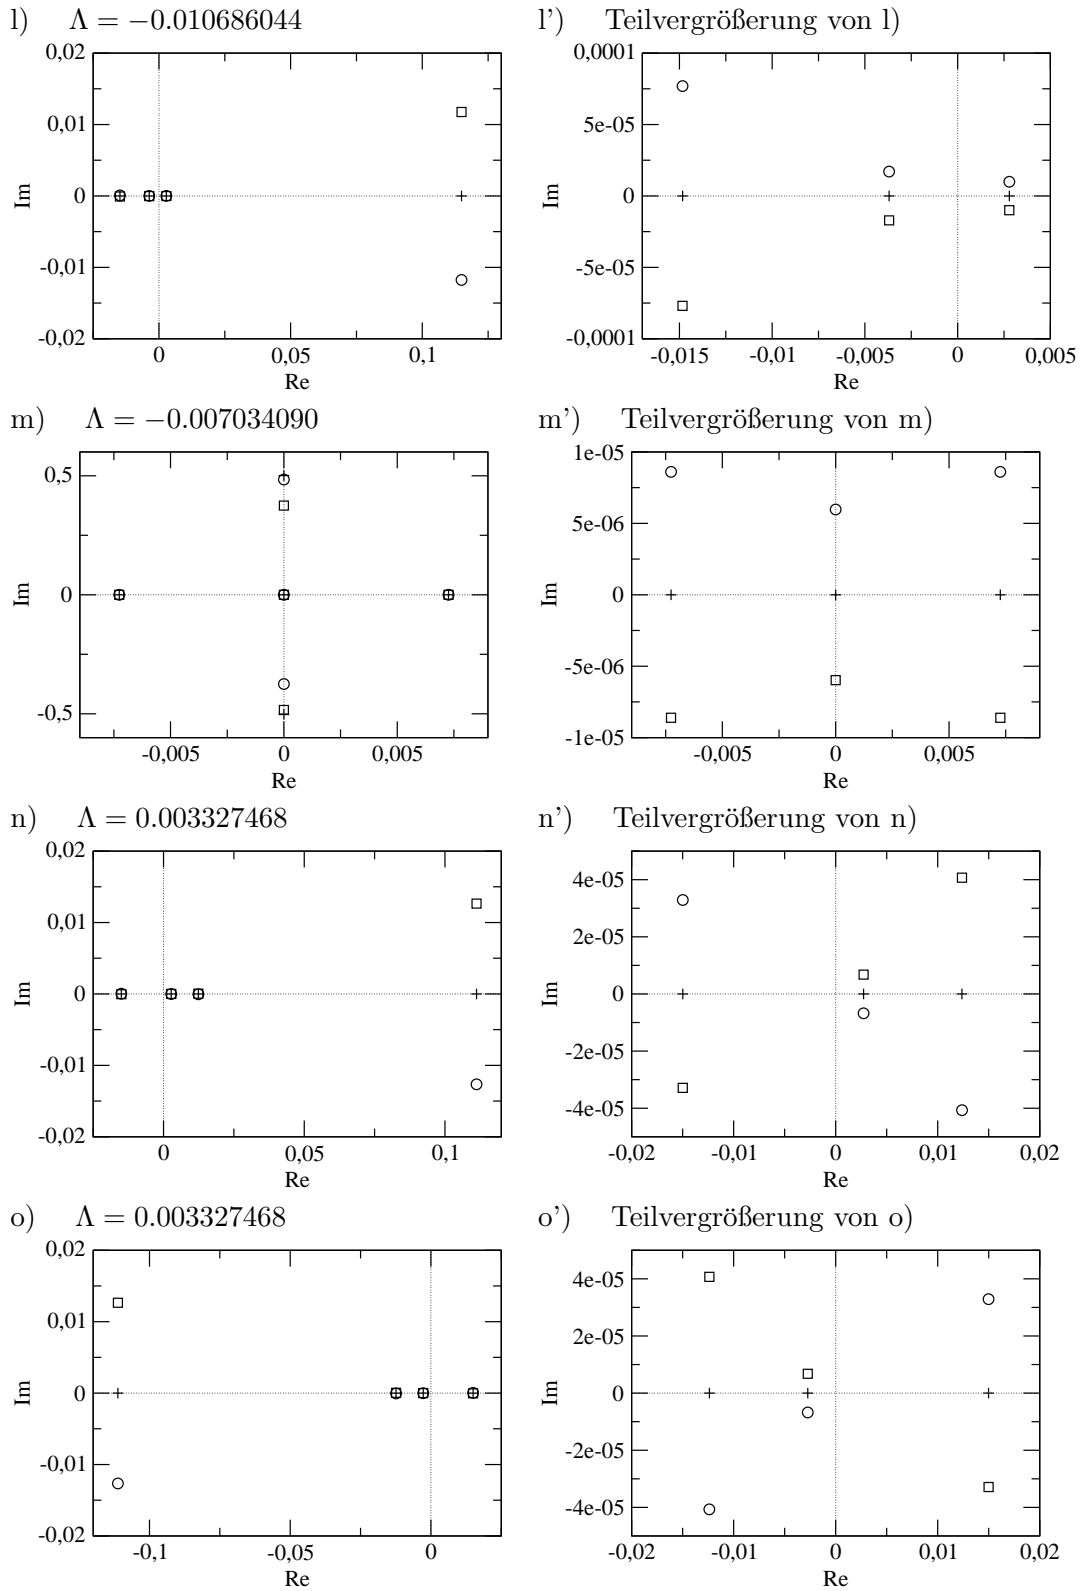 l) Λ = −0.010686044
l') Teilvergrößerung von l)
0,02
0,01
0
-0,01
-0,02
Im
0
0,05
0,1
Re
0,0001
5e-05
0
-5e-05
-0,0001
Im
-0,015
-0,01
-0,005
0
0,005
Re
m) Λ = −0.007034090
m') Teilvergrößerung von m)
0,5
0
-0,5
Im
-0,005
0
0,005
Re
1e-05
5e-06
0
-5e-06
-1e-05
Im
-0,005
0
0,005
Re
n) Λ = 0.003327468
n') Teilvergrößerung von n)
0,02
0,01
0
-0,01
-0,02
Im
0
0,05
0,1
Re
4e-05
2e-05
0
-2e-05
-4e-05
Im
-0,02
-0,01
0
0,01
0,02
Re
o) Λ = 0.003327468
o') Teilvergrößerung von o)
0,02
0,01
0
-0,01
-0,02
Im
-0,1
-0,05
0
Re
4e-05
2e-05
0
-2e-05
-4e-05
Im
-0,02
-0,01
0
0,01
0,02
Re